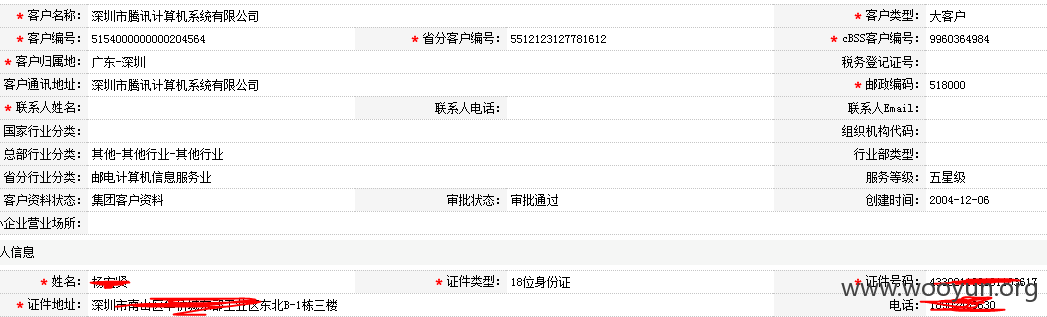 * 客户名称: 深圳市腾讯计算机系统有限公司 * 客户类型: 大客户
* 客户编号: 5154000000000204564 * 省分客户编号: 5512123127781612 * cBSS客户编号: 9960364984
* 客户归属地: 广东-深圳 税务登记证号:
客户通讯地址: 深圳市腾讯计算机系统有限公司 * 邮政编码: 518000
* 联系人姓名: 联系人电话: 联系人Email:
国家行业分类: 组织机构代码:
总部行业分类: 其他-其他行业-其他行业 行业部类型:
省分行业分类: 邮电计算机信息服务业 服务等级: 五星级
客户资料状态: 集团客户资料 审批状态: 审批通过 创建时间: 2004-12-06
企业营业场所:
人信息
* 姓名: * 证件类型: 18位身份证 * 证件号码:
* 证件地址: 深圳市南山区 东北B-1栋三楼 电话:
www.wooyun.org